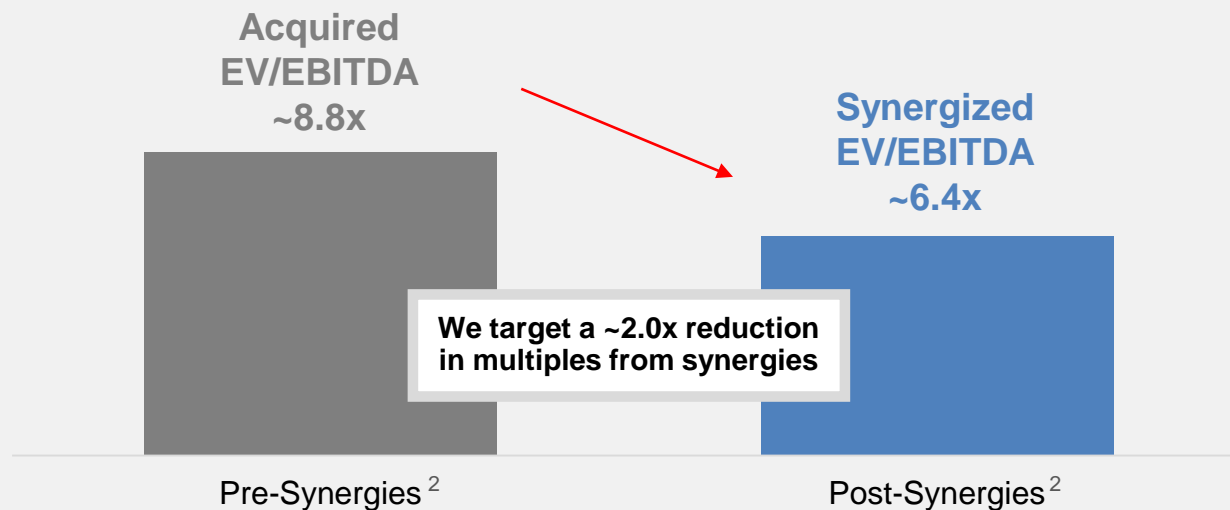 Acquired
EV/EBITDA
~8.8x
Synergized
EV/EBITDA
~6.4x
We target a ~2.0x reduction
in multiples from synergies
Pre-Synergies 2
Post-Synergies 2